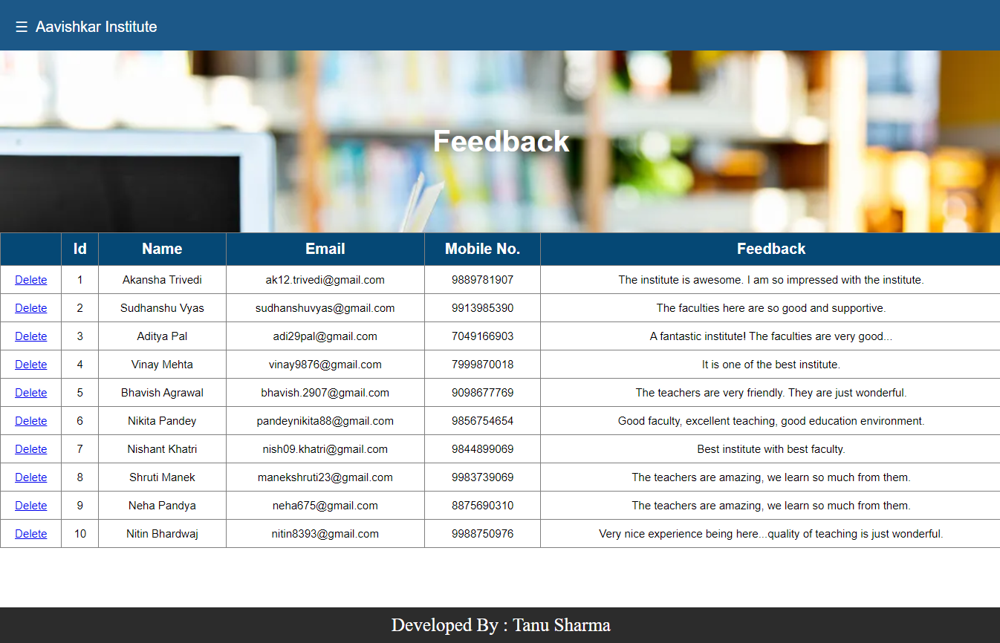 ☰ Aavishkar Institute
Feedback
Id Name Email Mobile No. Feedback
Delete 1 Akansha Trivedi ak12.trivedi@gmail.com 9889781907 The institute is awesome. I am so impressed with the institute.
Delete 2 Sudhanshu Vyas sudhanshuvyas@gmail.com 9913985390 The faculties here are so good and supportive.
Delete 3 Aditya Pal adi29pal@gmail.com 7049166903 A fantastic institute! The faculties are very good...
Delete 4 Vinay Mehta vinay9876@gmail.com 7999870018 It is one of the best institute.
Delete 5 Bhavish Agrawal bhavish.2907@gmail.com 9098677769 The teachers are very friendly. They are just wonderful.
Delete 6 Nikita Pandey pandeynikita88@gmail.com 9856754654 Good faculty, excellent teaching, good education environment.
Delete 7 Nishant Khatri nish09.khatri@gmail.com 9844899069 Best institute with best faculty.
Delete 8 Shruti Manek manekshruti23@gmail.com 9983739069 The teachers are amazing, we learn so much from them.
Delete 9 Neha Pandya neha675@gmail.com 8875690310 The teachers are amazing, we learn so much from them.
Delete 10 Nitin Bhardwaj nitin8393@gmail.com 9988750976 Very nice experience being here...quality of teaching is just wonderful.
Developed By : Tanu Sharma